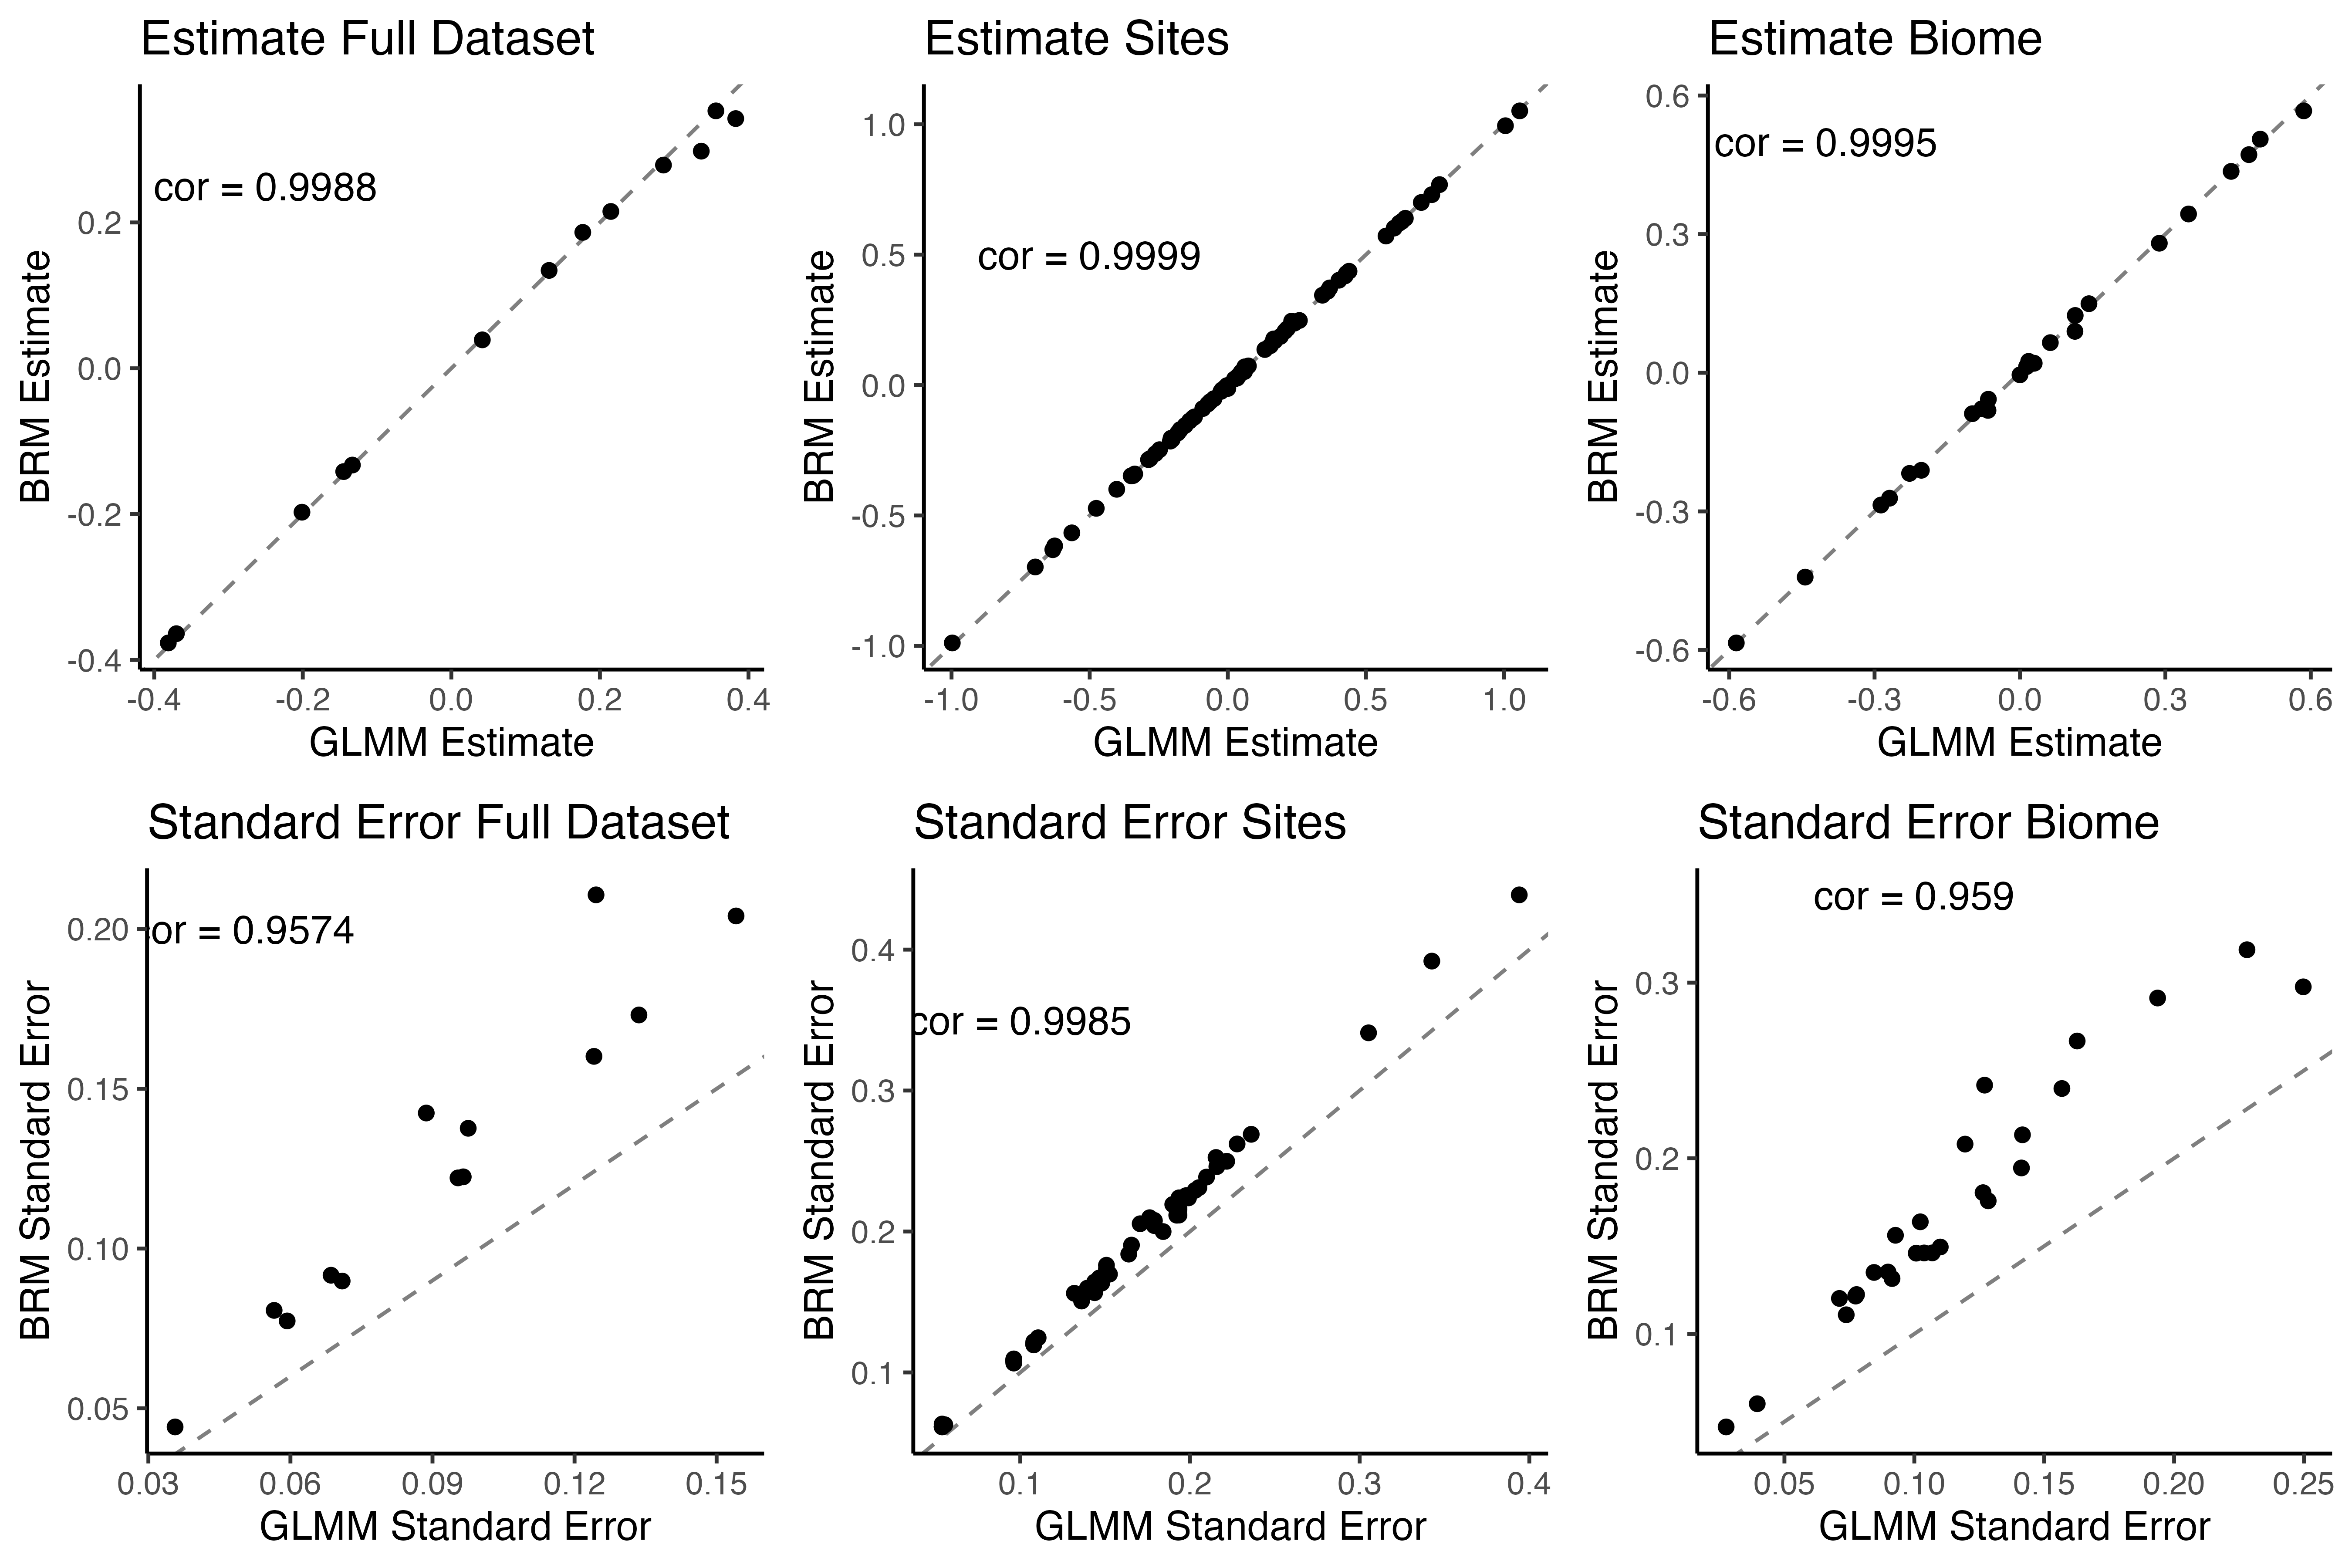 Estimate Full Dataset
cor = 0.9988
0.2
0.0
-0.2
-0.4
BRM Estimate
-0.4 -0.2 0.0 0.2 0.4
GLMM Estimate
Estimate Sites
cor = 0.9999
1.0
0.5
0.0
-0.5
-1.0
BRM Estimate
-1.0 -0.5 0.0 0.5 1.0
GLMM Estimate
Estimate Biome
cor = 0.9995
0.6
0.3
0.0
-0.3
-0.6
BRM Estimate
-0.6 -0.3 0.0 0.3 0.6
GLMM Estimate
Standard Error Full Dataset
cor = 0.9574
0.20
0.15
0.10
0.05
BRM Standard Error
0.03 0.06 0.09 0.12 0.15
GLMM Standard Error
Standard Error Sites
cor = 0.9985
0.4
0.3
0.2
0.1
BRM Standard Error
0.1 0.2 0.3 0.4
GLMM Standard Error
Standard Error Biome
cor = 0.959
0.3
0.2
0.1
BRM Standard Error
0.05 0.10 0.15 0.20 0.25
GLMM Standard Error